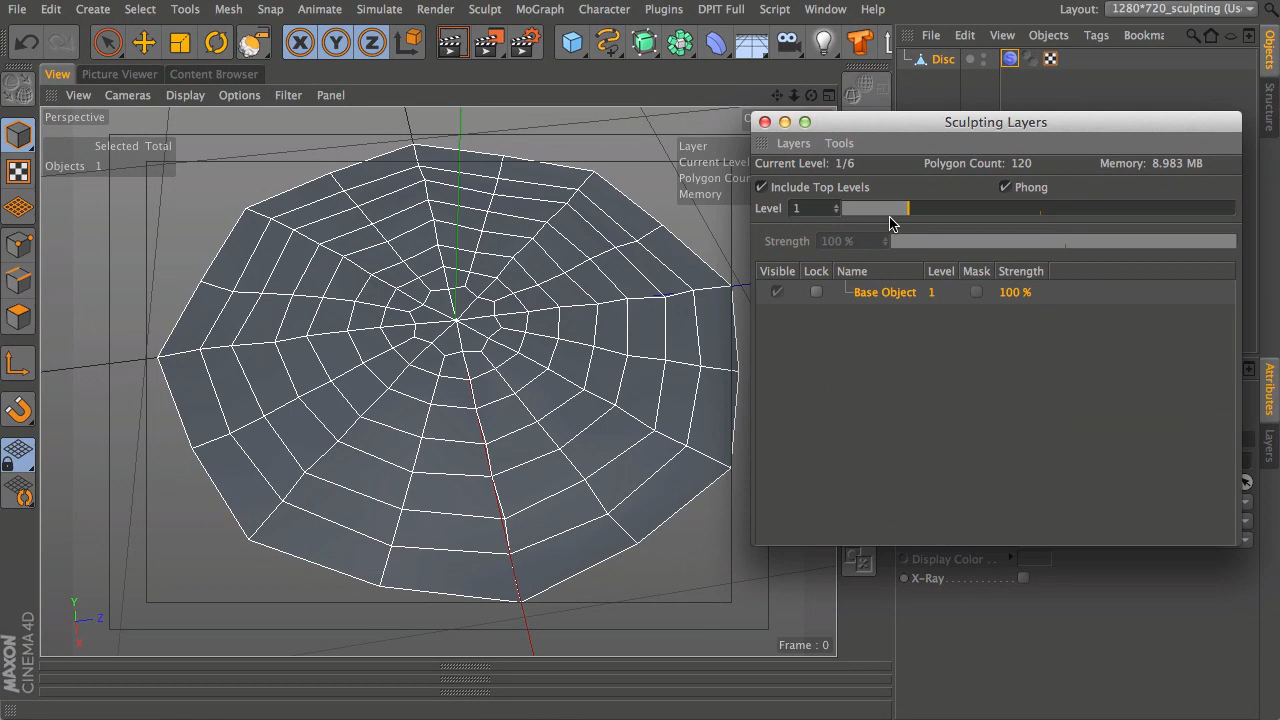 File Edit Create Select Tools Mesh Snap Animate Simulate Render Sculpt MoGraph Character Plugins DPIT Full Script Window Help Layout: 1280*720_sculpting (Us
X Y Z
View Picture Viewer Content Browser
File Edit View Objects Tags Bookma
Objects
Structure
Disc
View Cameras Display Options Filter Panel
Perspective
Selected Total
Objects 1
Layer
Current Level
Polygon Coun
Memory
Sculpting Layers
Layers Tools
Current Level: 1/6 Polygon Count: 120 Memory: 8.983 MB
Include Top Levels Phong
Level 1
Strength 100 %
Visible Lock Name Level Mask Strength
Base Object 1 100 %
Attributes
Layers
Display Color . .
X-Ray
Y
Z
X
Frame : 0
MAXON
CINEMA 4D